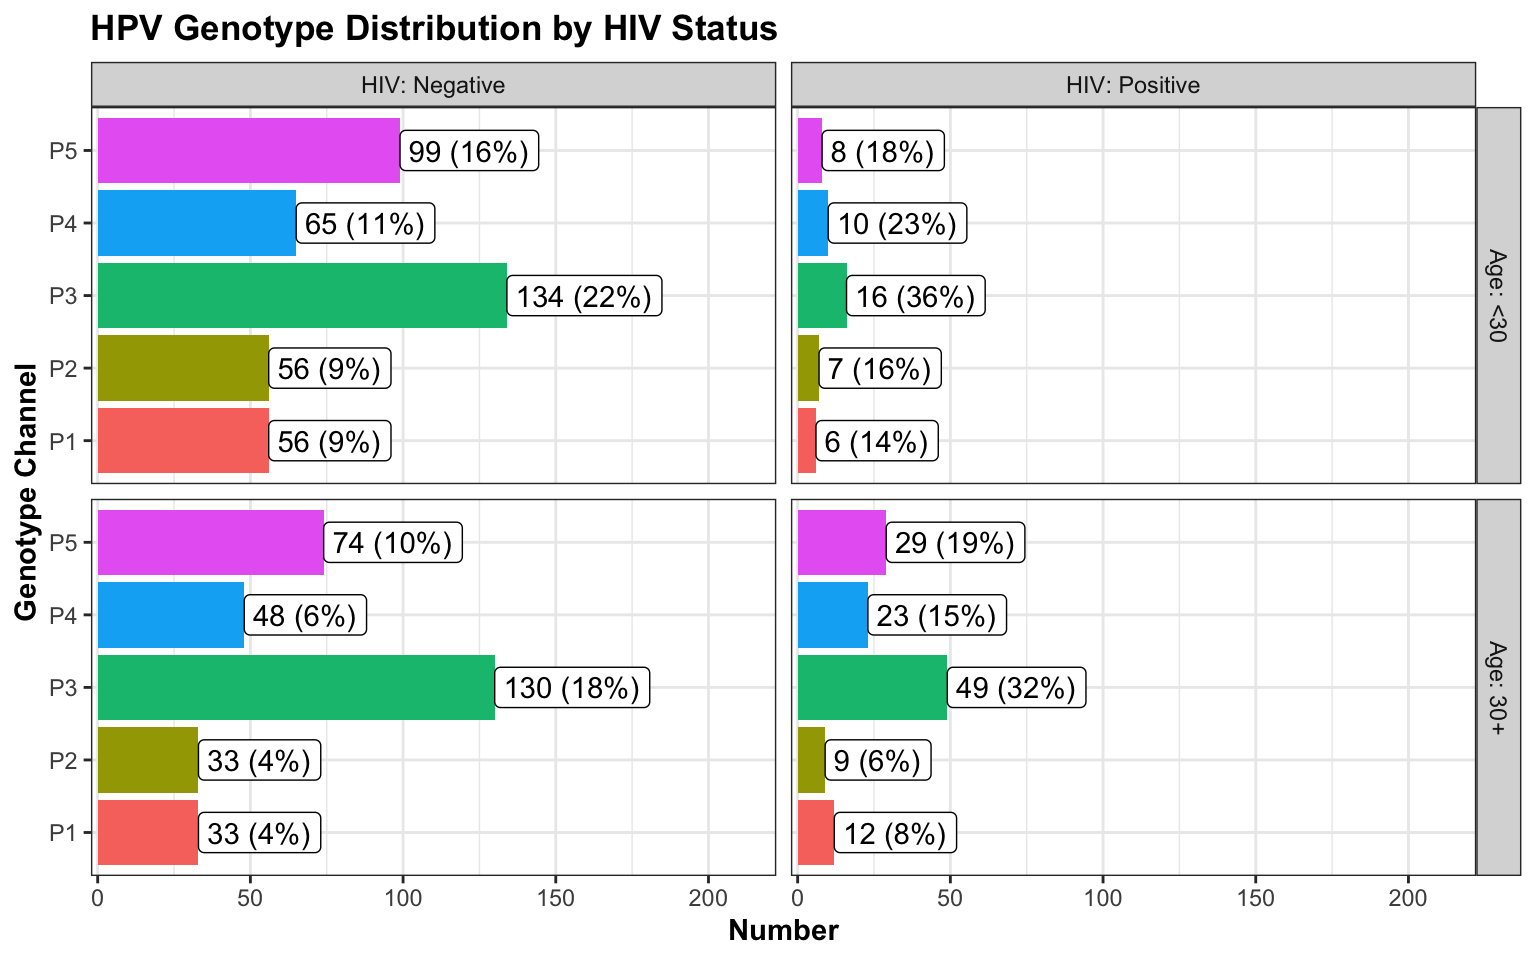 HPV Genotype Distribution by HIV Status
HIV: Negative
HIV: Positive
Genotype Channel
P5
99 (16%)
8 (18%)
P4
65 (11%)
10 (23%)
P3
134 (22%)
16 (36%)
P2
56 (9%)
7 (16%)
P1
56 (9%)
6 (14%)
Age: <30
P5
74 (10%)
29 (19%)
P4
48 (6%)
23 (15%)
P3
130 (18%)
49 (32%)
P2
33 (4%)
9 (6%)
P1
33 (4%)
12 (8%)
Age: 30+
0 50 100 150 200
0 50 100 150 200
Number